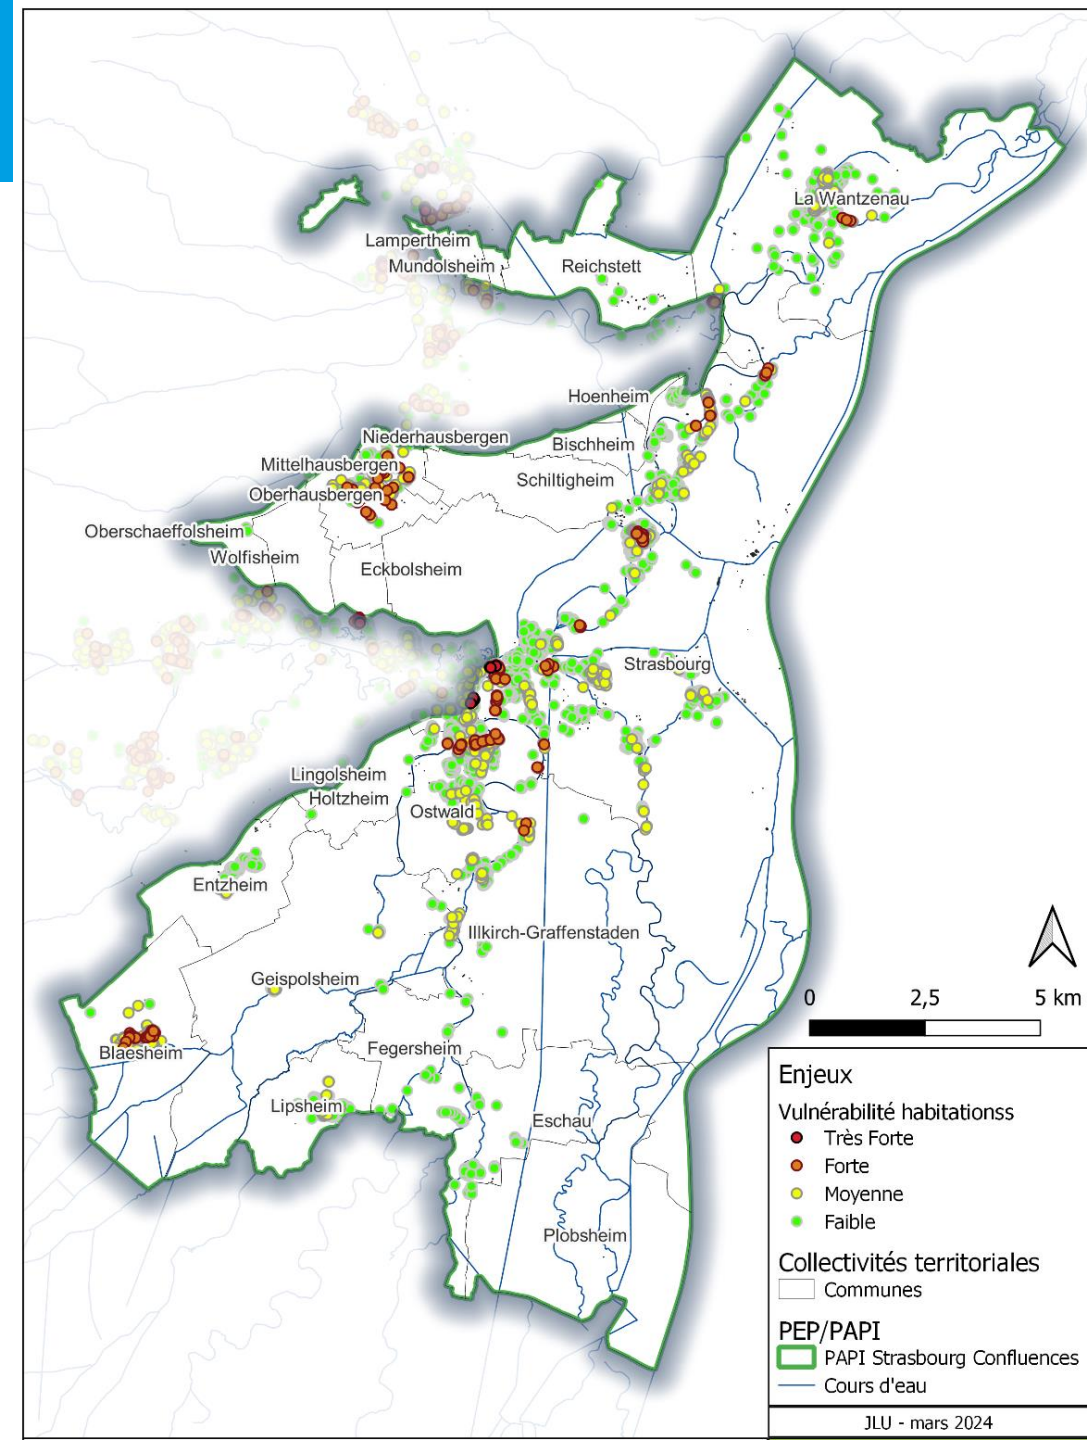 La Wantzenau
Lampertheim
Mundolsheim
Reichstett
Hoenheim
Niederhausbergen
Bischheim
Mittelhausbergen
Schiltigheim
Oberhausbergen
Oberschaeffolsheim
Wolfisheim
Eckbolsheim
Strasbourg
Lingolsheim
Holtzheim
Ostwald
Entzheim
Illkirch-Graffenstaden
Geispolsheim
0 2,5 5 km
Fegersheim
Blaesheim
Lipsheim
Eschau
Plobsheim
Enjeux
Vulnérabilité habitationss
Très Forte
Forte
Moyenne
Faible
Collectivités territoriales
Communes
PEP/PAPI
PAPI Strasbourg Confluences
Cours d'eau
JLU - mars 2024